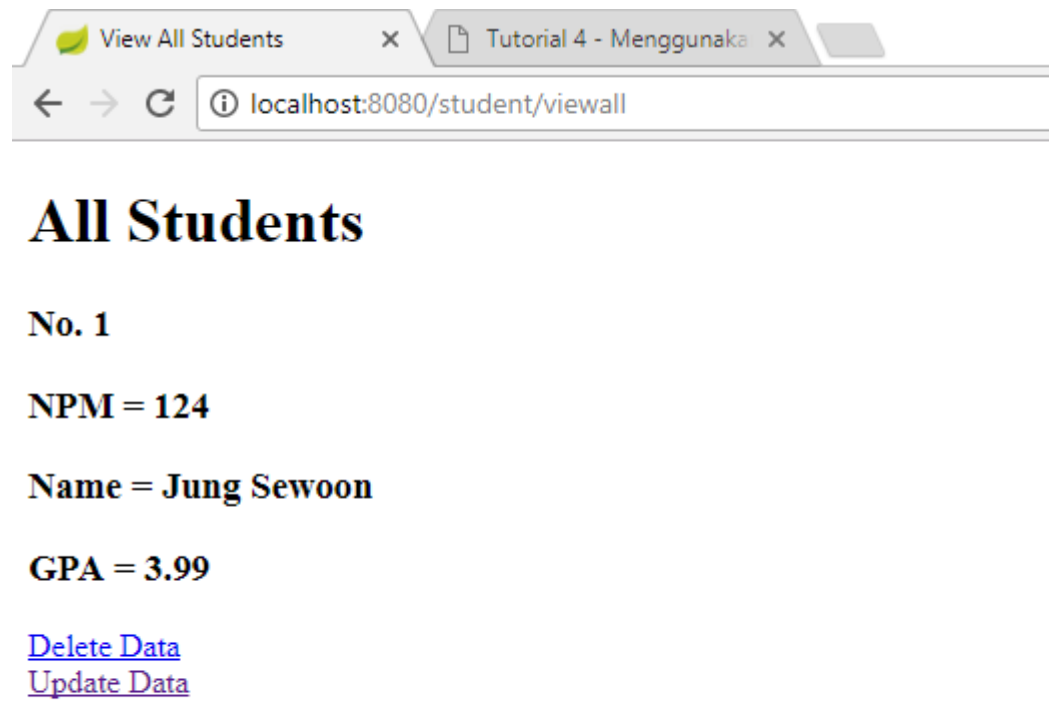 View All Students
Tutorial 4 - Menggunaka
localhost:8080/student/viewall
All Students
No. 1
NPM = 124
Name = Jung Sewoon
GPA = 3.99
Delete Data
Update Data